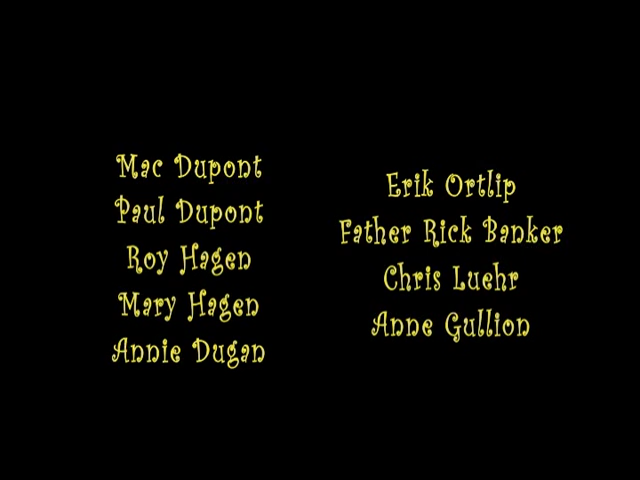 Mac Dupont
Paul Dupont
Roy Hagen
Mary Hagen
Annie Dugan
Erik Ortlip
Father Rick Banker
Chris Luehr
Anne Gullion